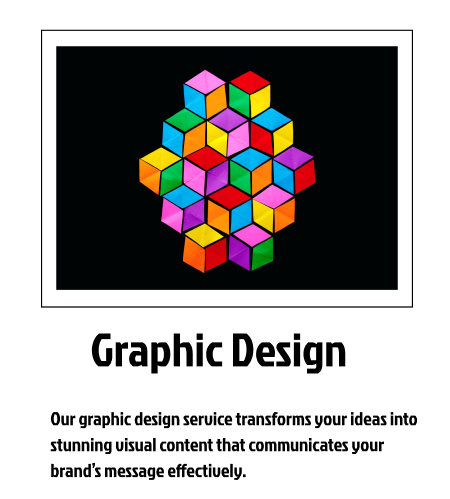 Graphic Design
Our graphic design service transforms your ideas into
stunning visual content that communicates your
brand's message effectively.